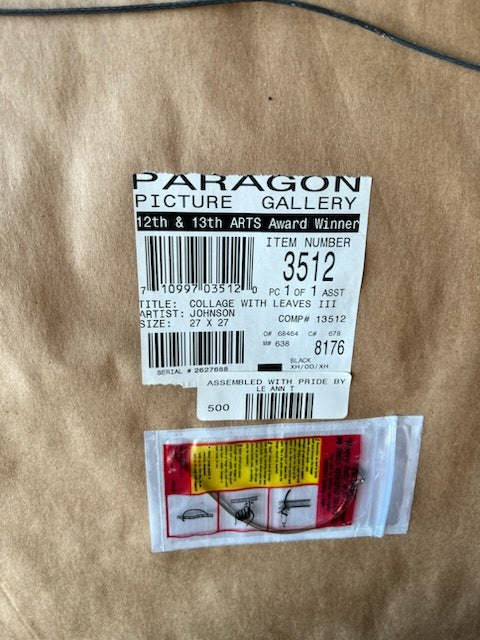 PARAGON
PICTURE GALLERY
12th & 13th ARTS Award Winner
ITEM NUMBER
3512
7 10997 03512 0
PC 1 OF 1 ASST
TITLE: COLLAGE WITH LEAVES III
ARTIST: JOHNSON
COMP# 13512
SIZE: 27 X 27
O# 68464 C# 678
M# 638
8176
BLACK
XH/OD/XH
SERIAL # 2627688
ASSEMBLED WITH PRIDE BY
LE ANN T
500